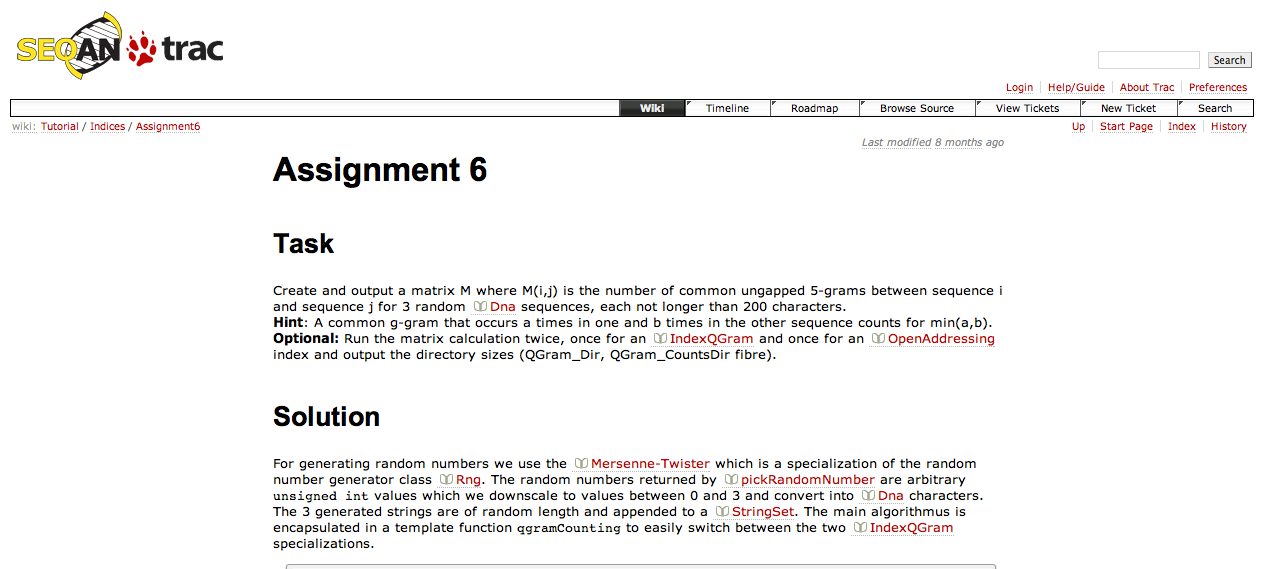 SEQAN trac
Search
Login Help/Guide About Trac Preferences
Wiki Timeline Roadmap Browse Source View Tickets New Ticket Search
wiki: Tutorial / Indices / Assignment6
Up Start Page Index History
Last modified 8 months ago
Assignment 6
Task
Create and output a matrix M where M(i,j) is the number of common ungapped 5-grams between sequence i
and sequence j for 3 random Dna sequences, each not longer than 200 characters.
Hint: A common g-gram that occurs a times in one and b times in the other sequence counts for min(a,b).
Optional: Run the matrix calculation twice, once for an IndexQGram and once for an OpenAddressing
index and output the directory sizes (QGram_Dir, QGram_CountsDir fibre).
Solution
For generating random numbers we use the Mersenne-Twister which is a specialization of the random
number generator class Rng. The random numbers returned by pickRandomNumber are arbitrary
unsigned int values which we downscale to values between 0 and 3 and convert into Dna characters.
The 3 generated strings are of random length and appended to a StringSet. The main algorithmus is
encapsulated in a template function qgramCounting to easily switch between the two IndexQGram
specializations.